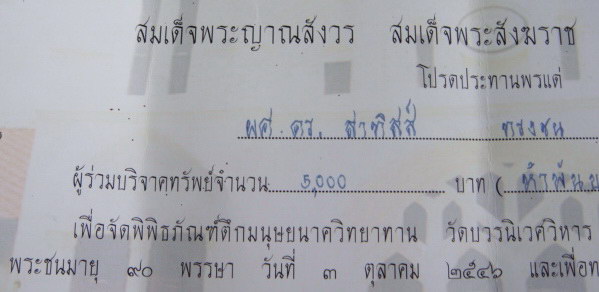 สมเด็จพระญาณสังวร สมเด็จพระสังฆราช
โปรดประทานพรแด่
ผศ. ดร. สาทิสส์ ทรงชน
ผู้ร่วมบริจาคทรัพย์จำนวน 5,000 บาท ( ห้าพัน
เพื่อจัดพิพิธภัณฑ์ตึกมนุษยนาควิทยาทาน วัดบวรนิเวศวิหาร
พระชนมายุ ๙๐ พรรษา วันที่ ๓ ตุลาคม ๒๕๔๖ และเพื่อท